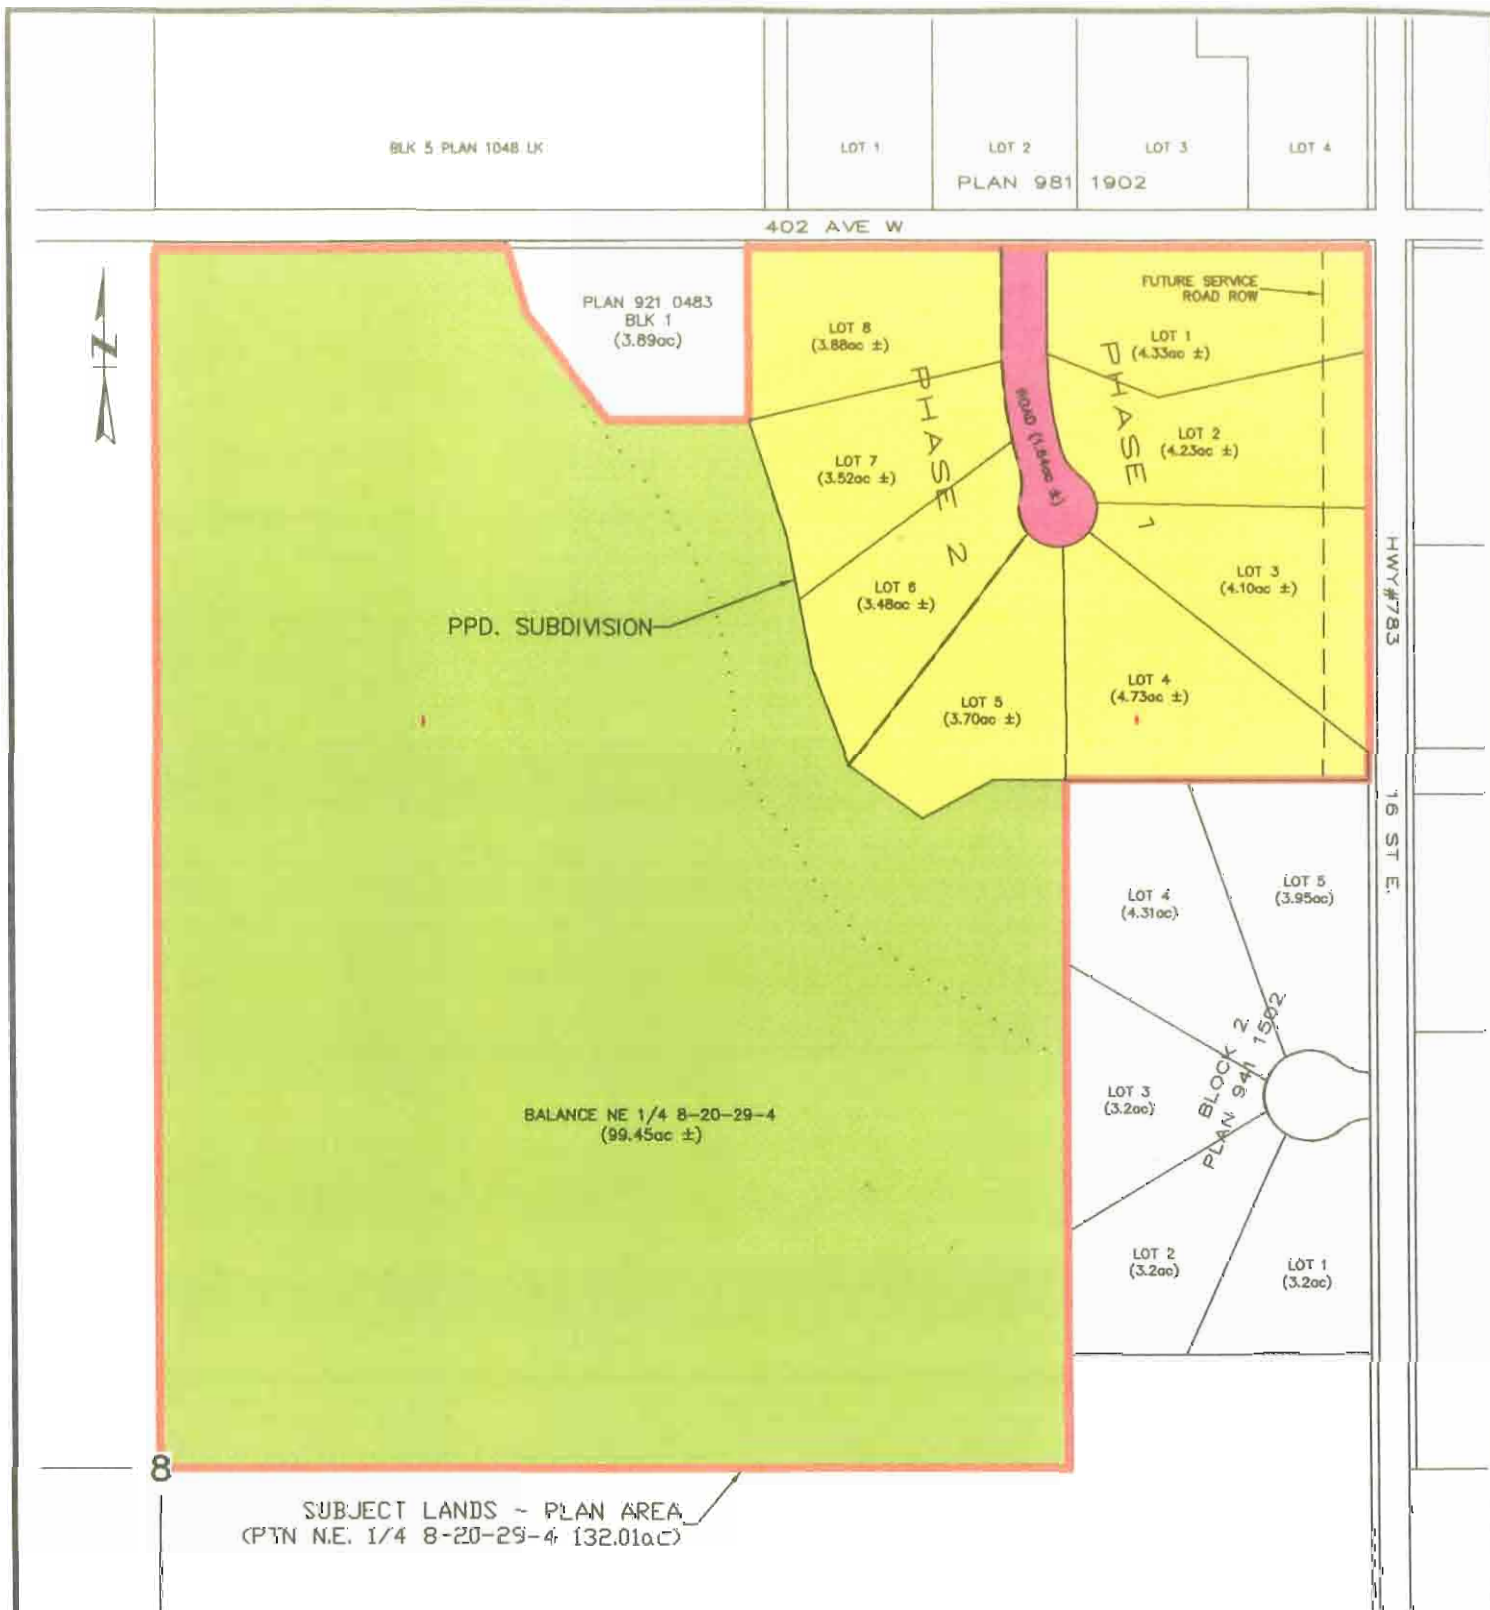 BLK 5 PLAN 1048 LK
LOT 1
LOT 2
LOT 3
LOT 4
PLAN 981 1902
402 AVE W
N
PLAN 921 0483
BLK 1
(3.89ac)
FUTURE SERVICE
ROAD ROW
LOT 8
(3.88ac ±)
LOT 1
(4.33ac ±)
PHASE 2
PHASE 1
ROAD (1.64ac ±)
LOT 2
(4.23ac ±)
LOT 7
(3.52ac ±)
LOT 3
(4.10ac ±)
LOT 6
(3.48ac ±)
PPD. SUBDIVISION
HWY#783
LOT 4
(4.73ac ±)
LOT 5
(3.70ac ±)
16 ST E.
LOT 4
(4.31ac)
LOT 5
(3.95ac)
BLOCK 2
PLAN 941 1502
LOT 3
(3.2ac)
BALANCE NE 1/4 8-20-29-4
(99.45ac ±)
LOT 2
(3.2ac)
LOT 1
(3.2ac)
8
SUBJECT LANDS ~ PLAN AREA
(PTN N.E. 1/4 8-20-29-4, 132.01ac)